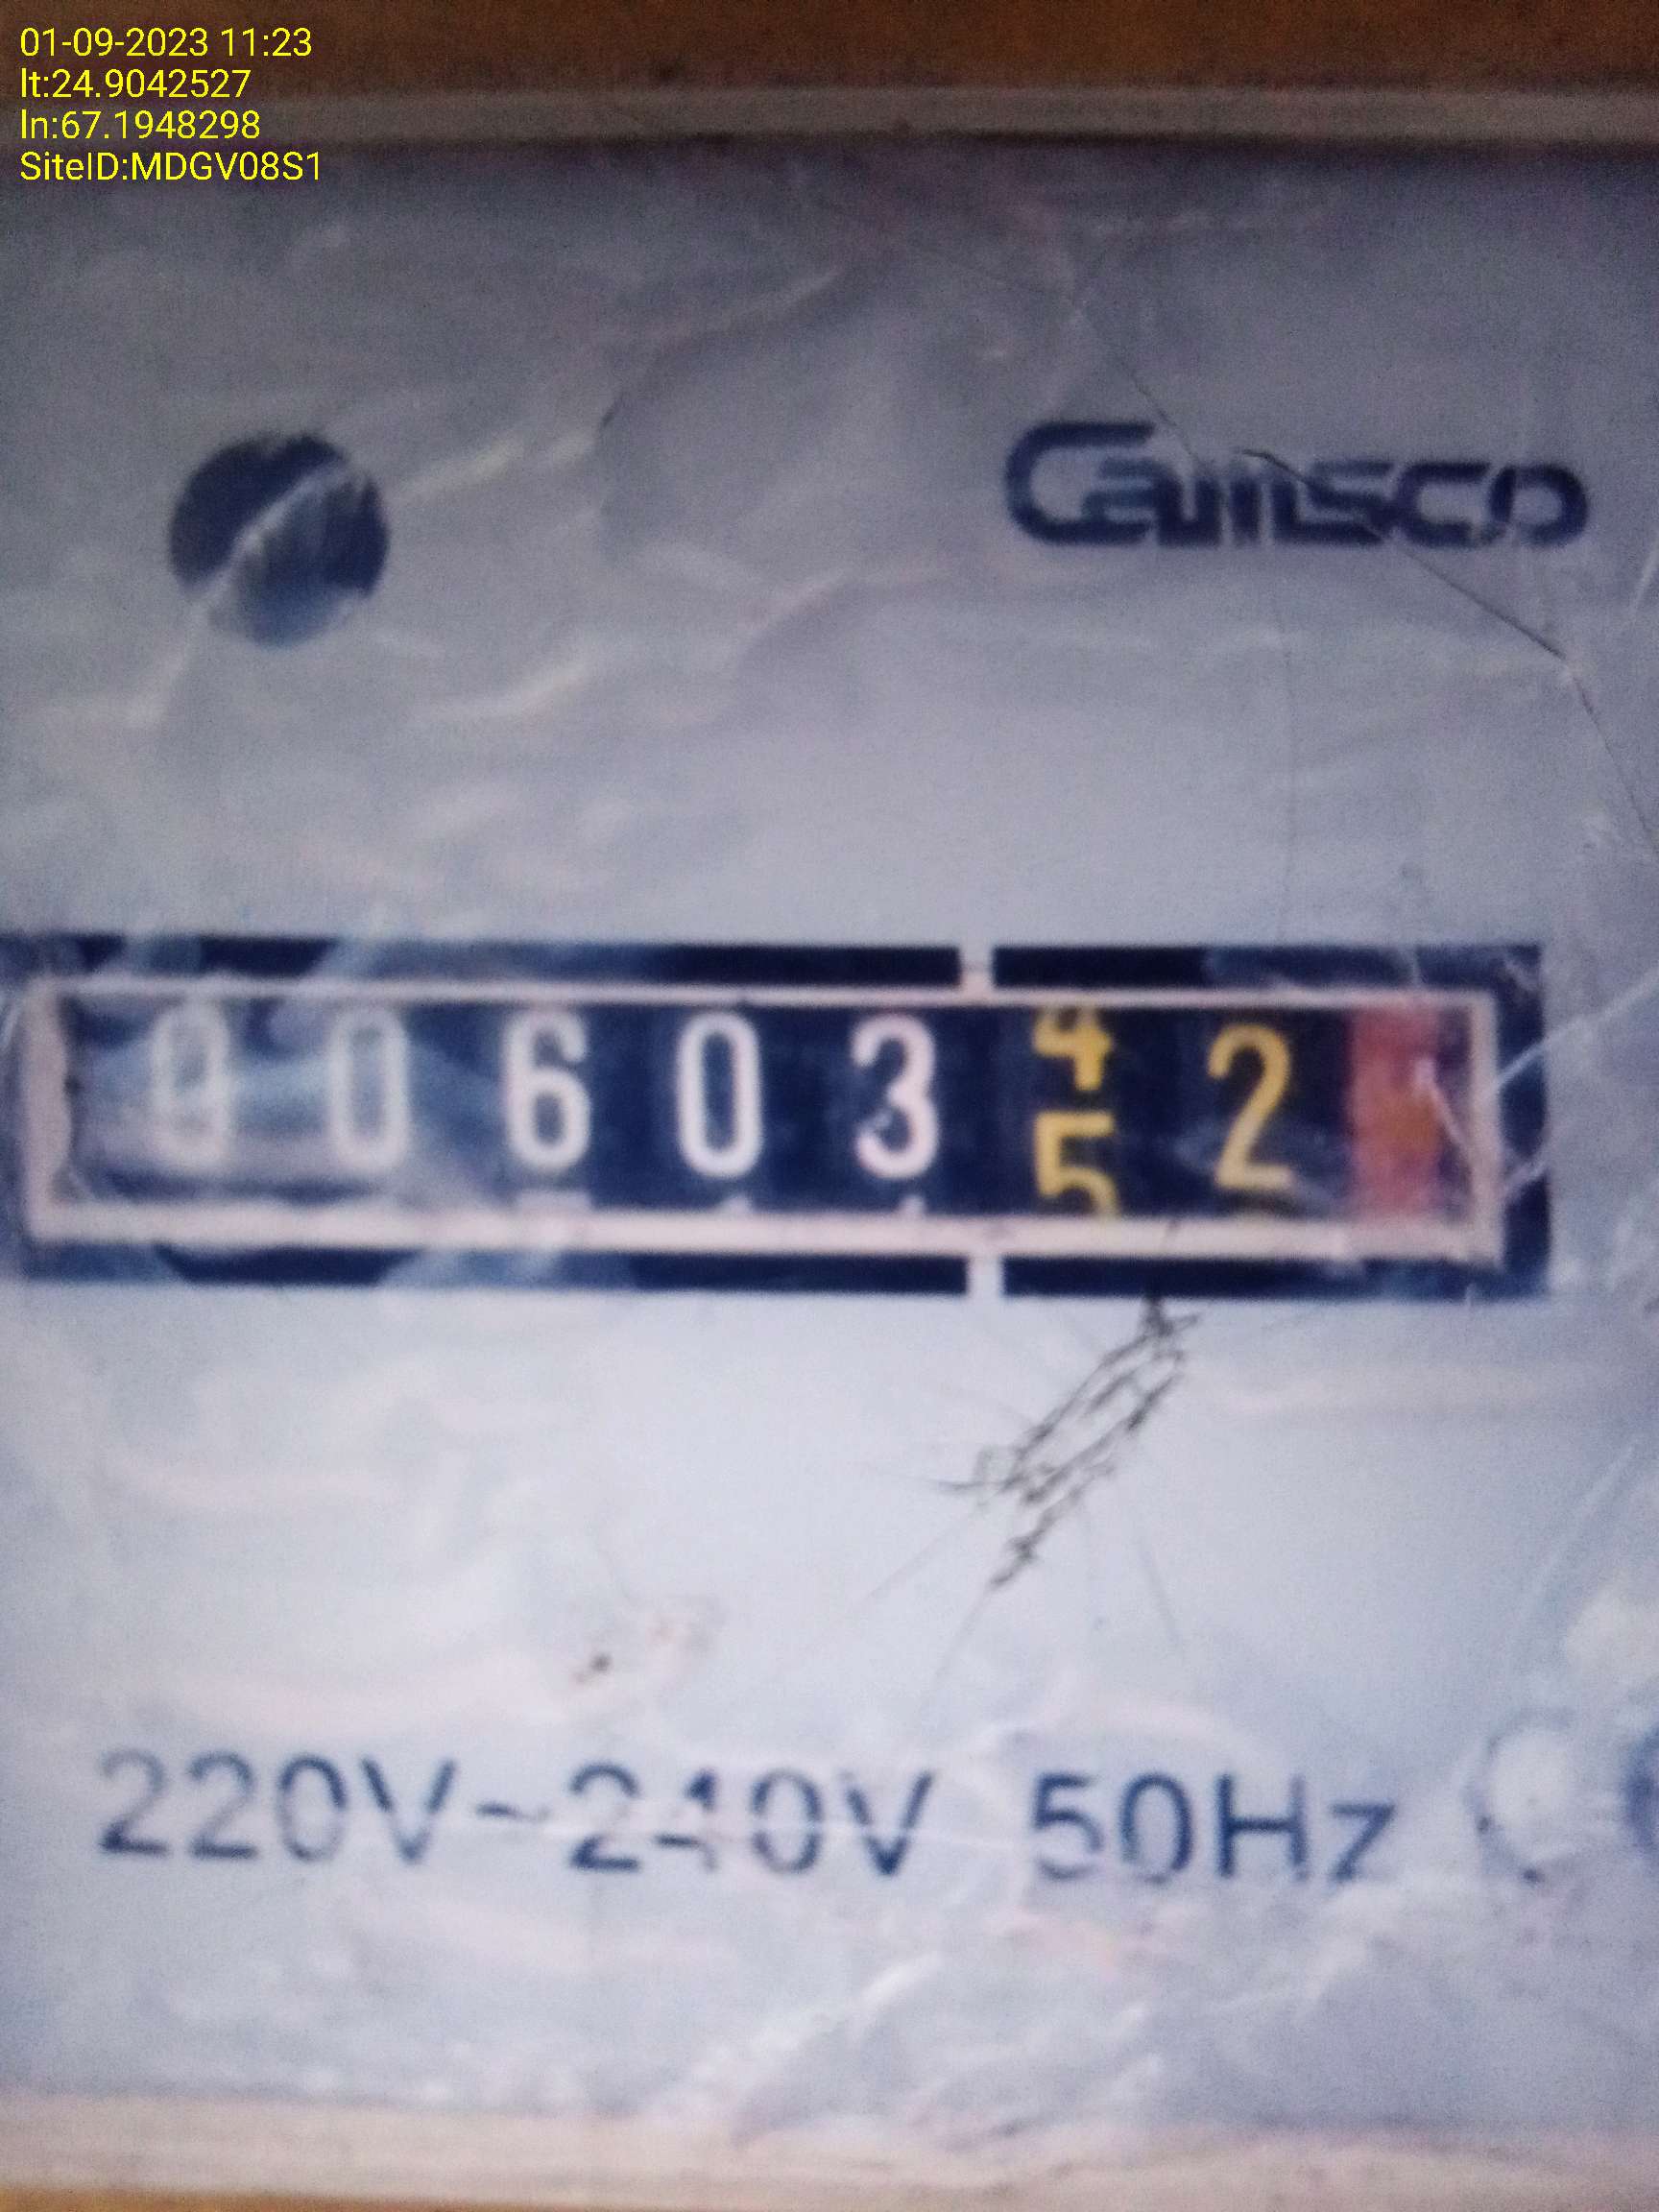 01-09-2023 11:23
lt:24.9042527
ln:67.1948298
SiteID:MDGV08S1
Camsco
0 0 6 0 3 4 2
5
220V~240V 50Hz